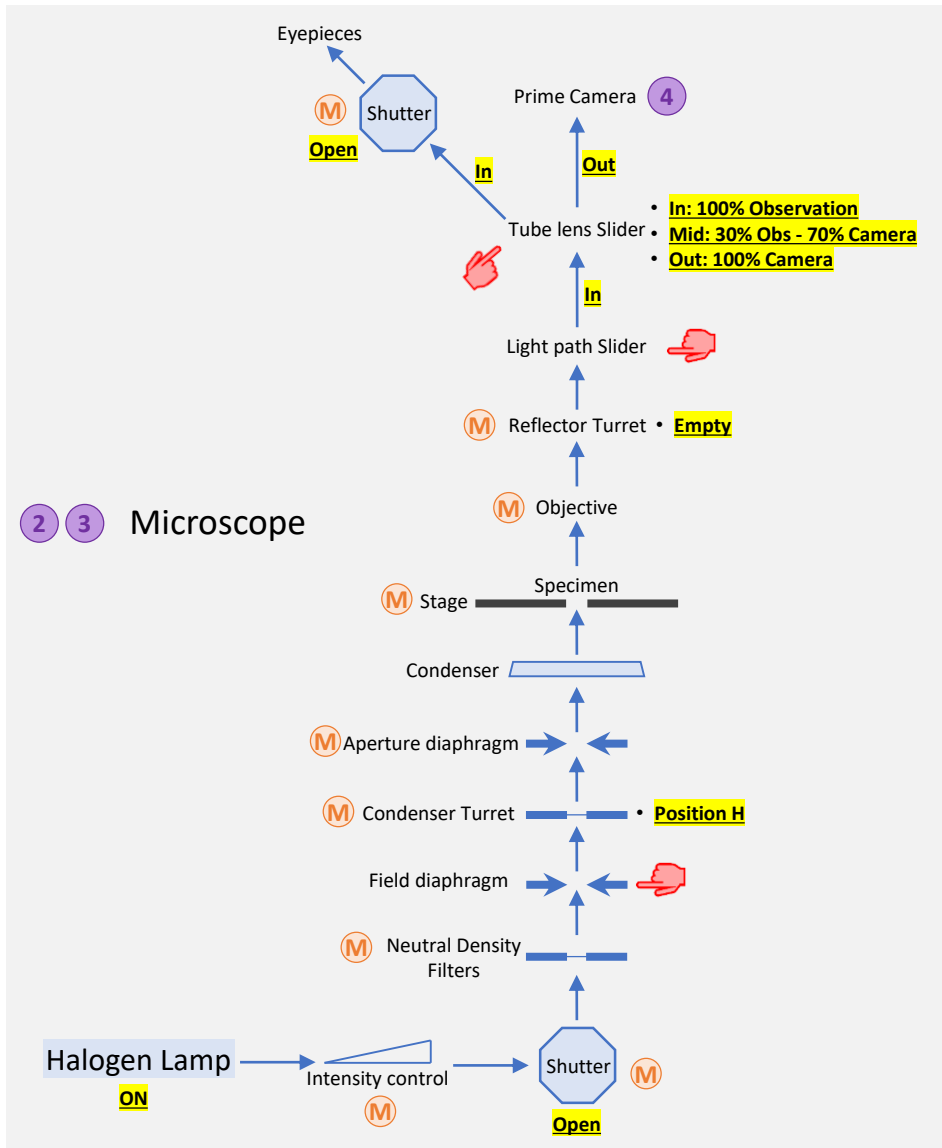 Eyepieces
Prime Camera 4
M Shutter
Open
In
Out
Tube lens Slider
• In: 100% Observation
• Mid: 30% Obs - 70% Camera
• Out: 100% Camera
In
Light path Slider
M Reflector Turret • Empty
M Objective
2 3 Microscope
Specimen
M Stage
Condenser
M Aperture diaphragm
M Condenser Turret • Position H
Field diaphragm
M Neutral Density
Filters
Halogen Lamp
ON
Intensity control
M
Shutter M
Open